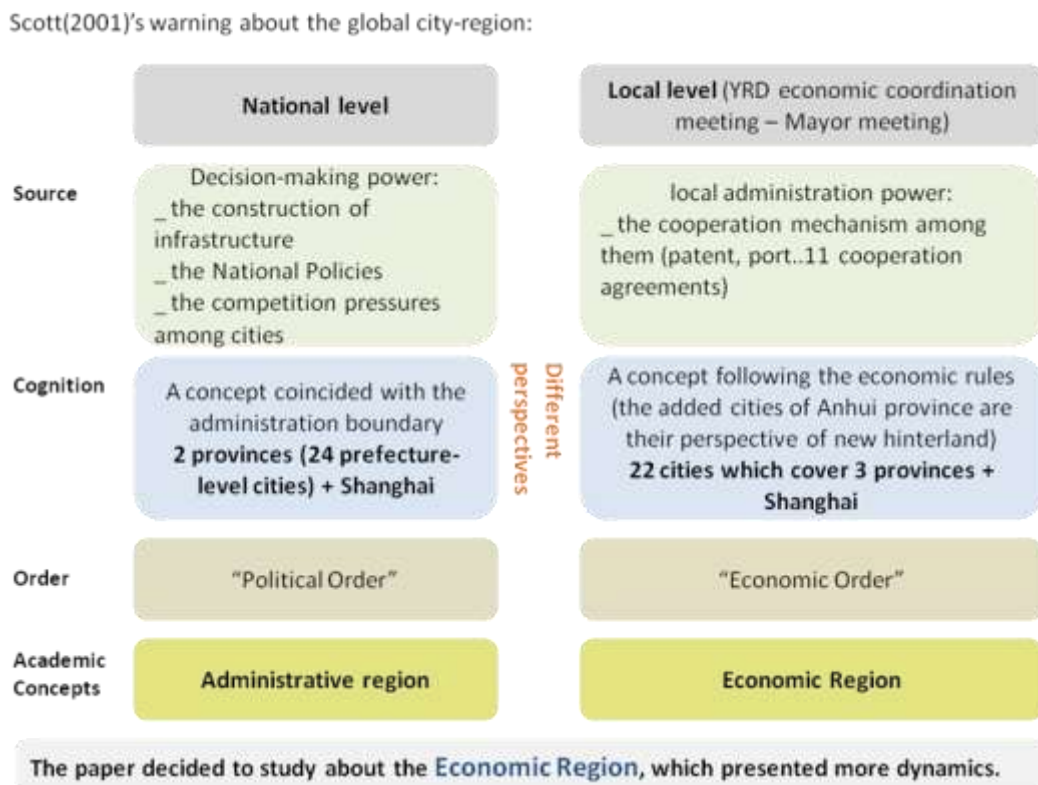 Scott(2001)'s warning about the global city-region:
National level
Local level (YRD economic coordination
meeting – Mayor meeting)
Source
Decision-making power:
_ the construction of
infrastructure
_ the National Policies
_ the competition pressures
among cities
local administration power:
_ the cooperation mechanism among
them (patent, port..11 cooperation
agreements)
Cognition
A concept coincided with the
administration boundary
2 provinces (24 prefecture-
level cities) + Shanghai
Different
perspectives
A concept following the economic rules
(the added cities of Anhui province are
their perspective of new hinterland)
22 cities which cover 3 provinces +
Shanghai
Order
“Political Order”
“Economic Order”
Academic
Concepts
Administrative region
Economic Region
The paper decided to study about the Economic Region, which presented more dynamics.